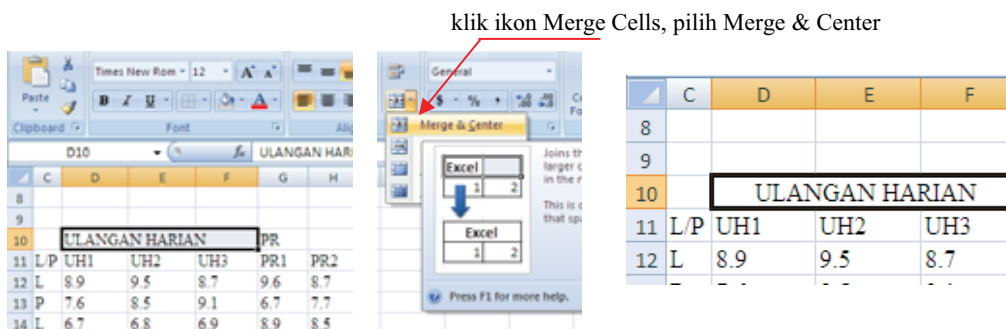 klik ikon Merge Cells, pilih Merge & Center
Paste
Times New Rom 12 A A
B I U A
Clipboard Font
D10 fx ULANGAN HAR
C D E F G H
8
9
10 ULANGAN HARIAN PR
11 L/P UH1 UH2 UH3 PR1 PR2
12 L 8.9 9.5 8.7 9.6 8.7
13 P 7.6 8.5 9.1 6.7 7.7
14 L 6.7 6.8 6.9 8.9 8.5
General
$ % ,
Merge & Center
Excel
1 2
Excel
1 2
Joins th
larger c
in the r
This is
that spa
Press F1 for more help.
C D E F
8
9
10 ULANGAN HARIAN
11 L/P UH1 UH2 UH3
12 L 8.9 9.5 8.7